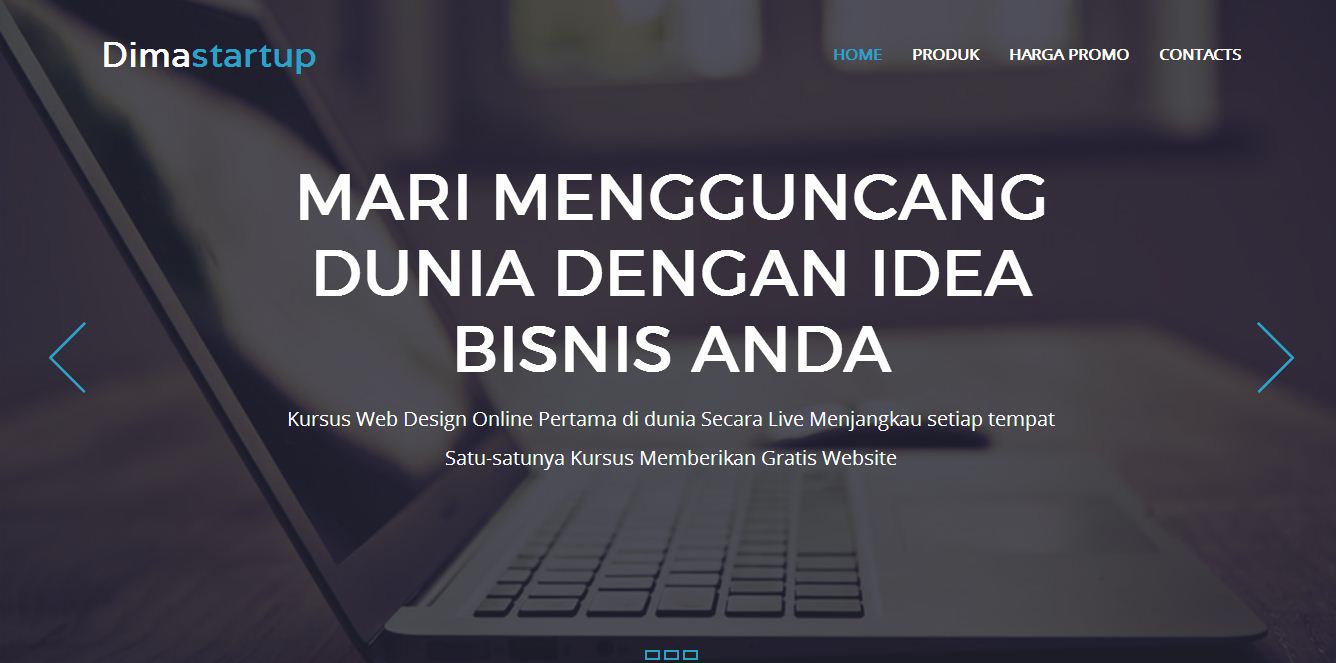 Dimastartup
HOME PRODUK HARGA PROMO CONTACTS
MARI MENGGUNCANG
DUNIA DENGAN IDEA
BISNIS ANDA
Kursus Web Design Online Pertama di dunia Secara Live Menjangkau setiap tempat
Satu-satunya Kursus Memberikan Gratis Website